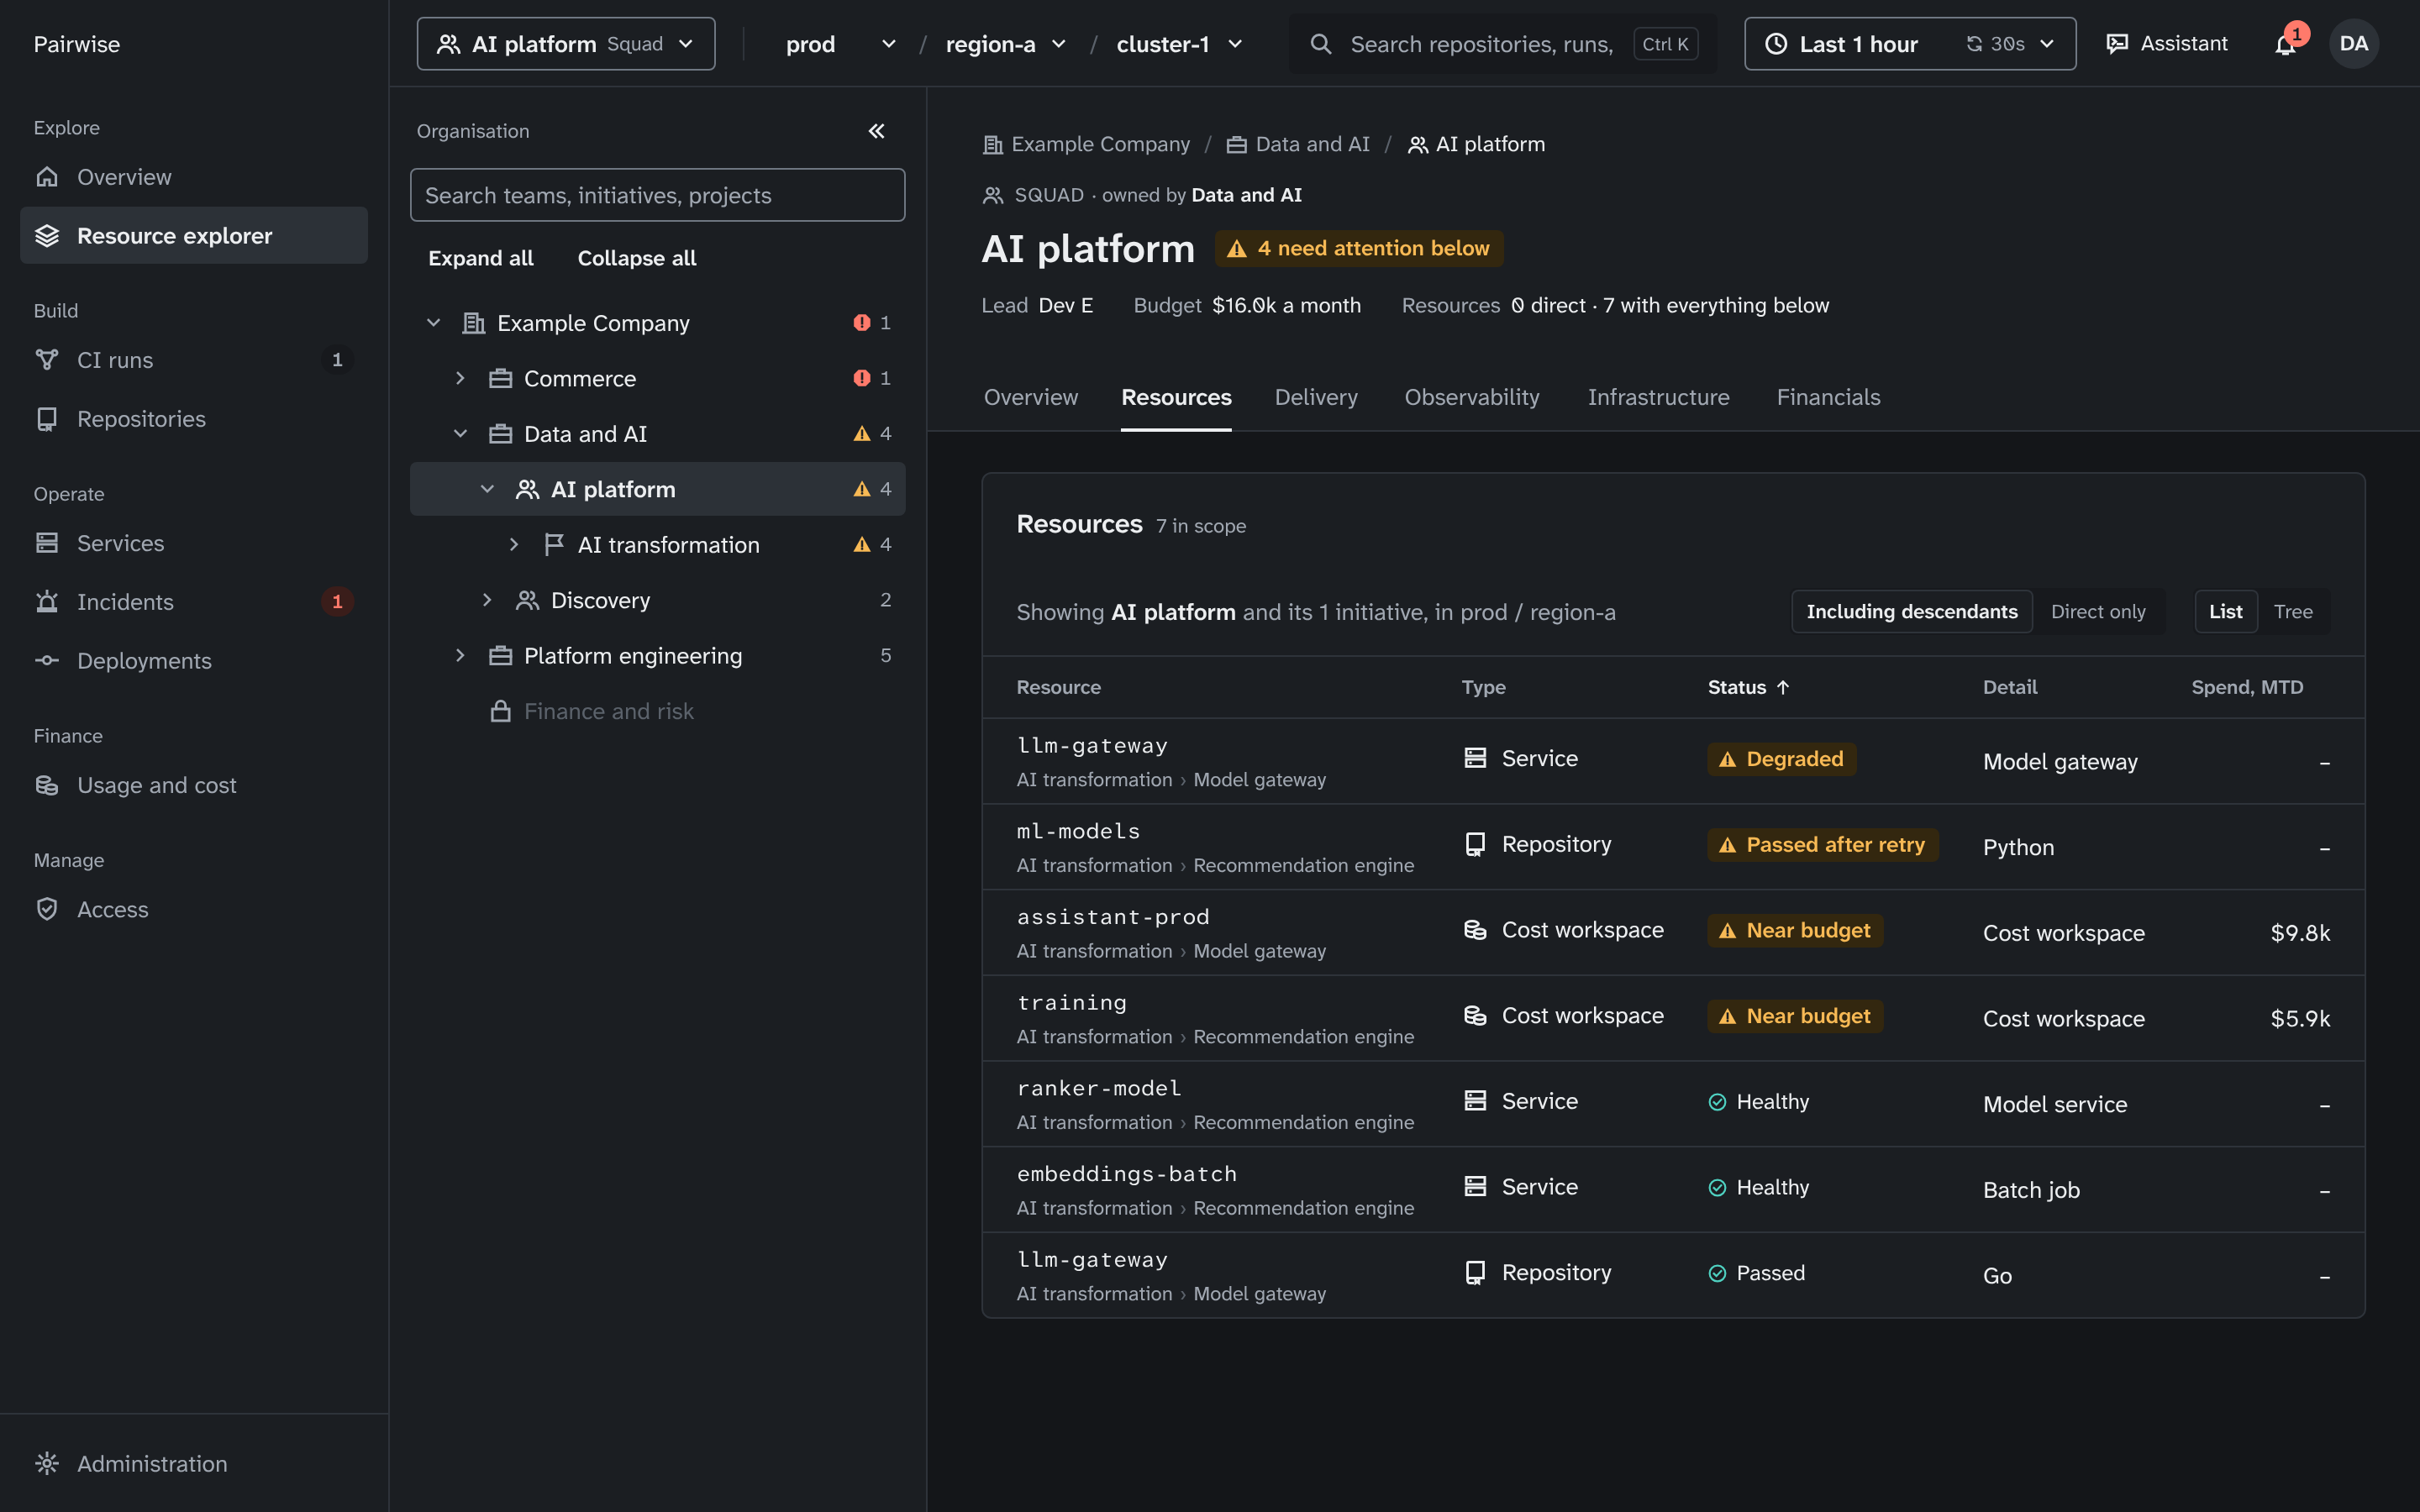 Pairwise
Explore
Overview
Resource explorer
Build
CI runs 1
Repositories
Operate
Services
Incidents 1
Deployments
Finance
Usage and cost
Manage
Access
Administration
AI platform Squad
prod / region-a / cluster-1
Search repositories, runs, Ctrl K
Last 1 hour 30s
Assistant
1
DA
Organisation
Search teams, initiatives, projects
Expand all Collapse all
Example Company 1
Commerce 1
Data and AI 4
AI platform 4
AI transformation 4
Discovery 2
Platform engineering 5
Finance and risk
Example Company / Data and AI / AI platform
SQUAD · owned by Data and AI
AI platform 4 need attention below
Lead Dev E Budget $16.0k a month Resources 0 direct · 7 with everything below
Overview Resources Delivery Observability Infrastructure Financials
Resources 7 in scope
Showing AI platform and its 1 initiative, in prod / region-a
Including descendants Direct only List Tree
Resource Type Status ↑ Detail Spend, MTD
llm-gateway
AI transformation › Model gateway
Service Degraded Model gateway –
ml-models
AI transformation › Recommendation engine
Repository Passed after retry Python –
assistant-prod
AI transformation › Model gateway
Cost workspace Near budget Cost workspace $9.8k
training
AI transformation › Recommendation engine
Cost workspace Near budget Cost workspace $5.9k
ranker-model
AI transformation › Recommendation engine
Service Healthy Model service –
embeddings-batch
AI transformation › Recommendation engine
Service Healthy Batch job –
llm-gateway
AI transformation › Model gateway
Repository Passed Go –